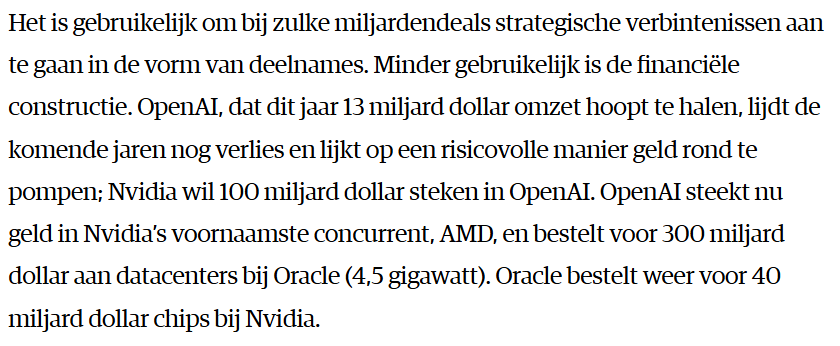 Het is gebruikelijk om bij zulke miljardendeals strategische verbintenissen aan
te gaan in de vorm van deelnames. Minder gebruikelijk is de financiële
constructie. OpenAI, dat dit jaar 13 miljard dollar omzet hoopt te halen, lijdt de
komende jaren nog verlies en lijkt op een risicovolle manier geld rond te
pompen; Nvidia wil 100 miljard dollar steken in OpenAI. OpenAI steekt nu
geld in Nvidia’s voornaamste concurrent, AMD, en bestelt voor 300 miljard
dollar aan datacenters bij Oracle (4,5 gigawatt). Oracle bestelt weer voor 40
miljard dollar chips bij Nvidia.